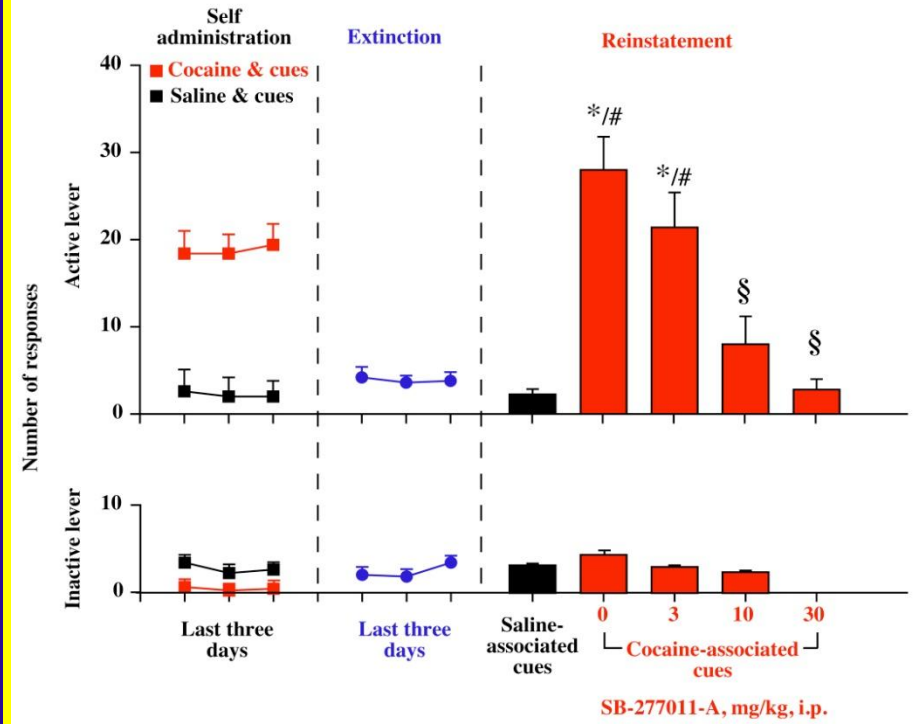 Self
administration
Extinction
Reinstatement
Cocaine & cues
Saline & cues
Number of responses
Active lever
40
30
20
10
0
*/#
*/#
§
§
Inactive lever
10
0
Last three
days
Last three
days
Saline-
associated
cues
0 3 10 30
Cocaine-associated
cues
SB-277011-A, mg/kg, i.p.